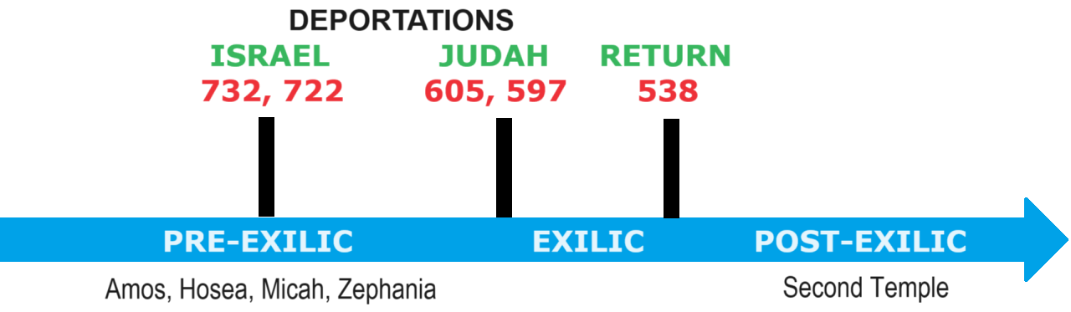 DEPORTATIONS
ISRAEL JUDAH RETURN
732, 722 605, 597 538
PRE-EXILIC EXILIC POST-EXILIC
Amos, Hosea, Micah, Zephania Second Temple